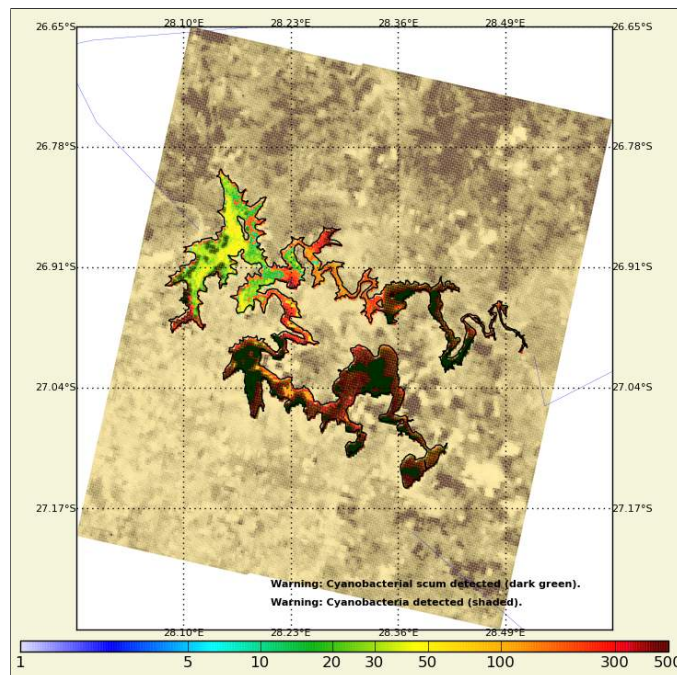 28.10°E 28.23°E 28.36°E 28.49°E
26.65°S 26.65°S
26.78°S 26.78°S
26.91°S 26.91°S
27.04°S 27.04°S
27.17°S 27.17°S
Warning: Cyanobacterial scum detected (dark green).
Warning: Cyanobacteria detected (shaded).
28.10°E 28.23°E 28.36°E 28.49°E
1 5 10 20 30 50 100 300 500